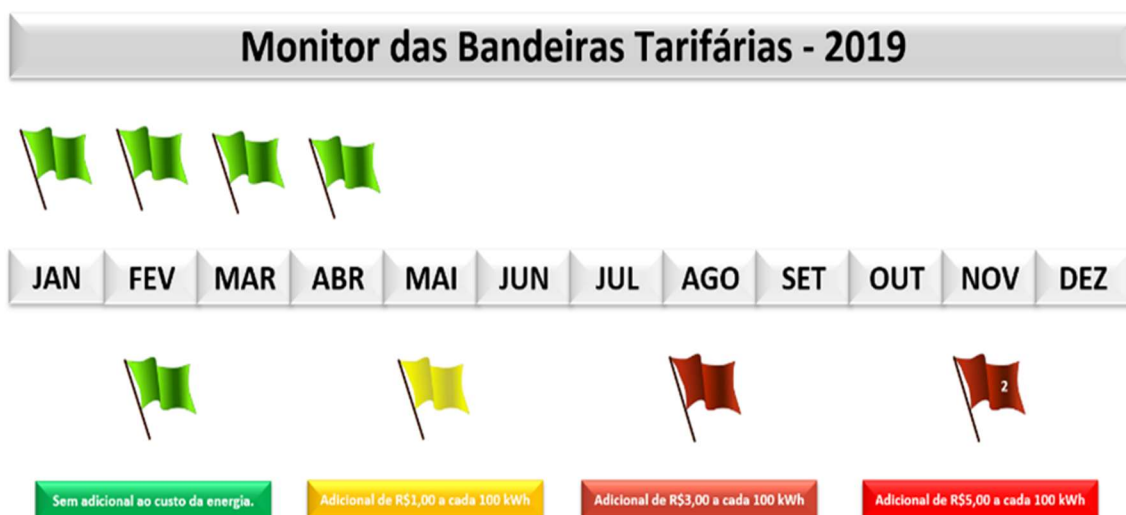 Monitor das Bandeiras Tarifárias - 2019
JAN FEV MAR ABR MAI JUN JUL AGO SET OUT NOV DEZ
2
Sem adicional ao custo da energia. Adicional de R$1,00 a cada 100 kWh Adicional de R$3,00 a cada 100 kWh Adicional de R$5,00 a cada 100 kWh